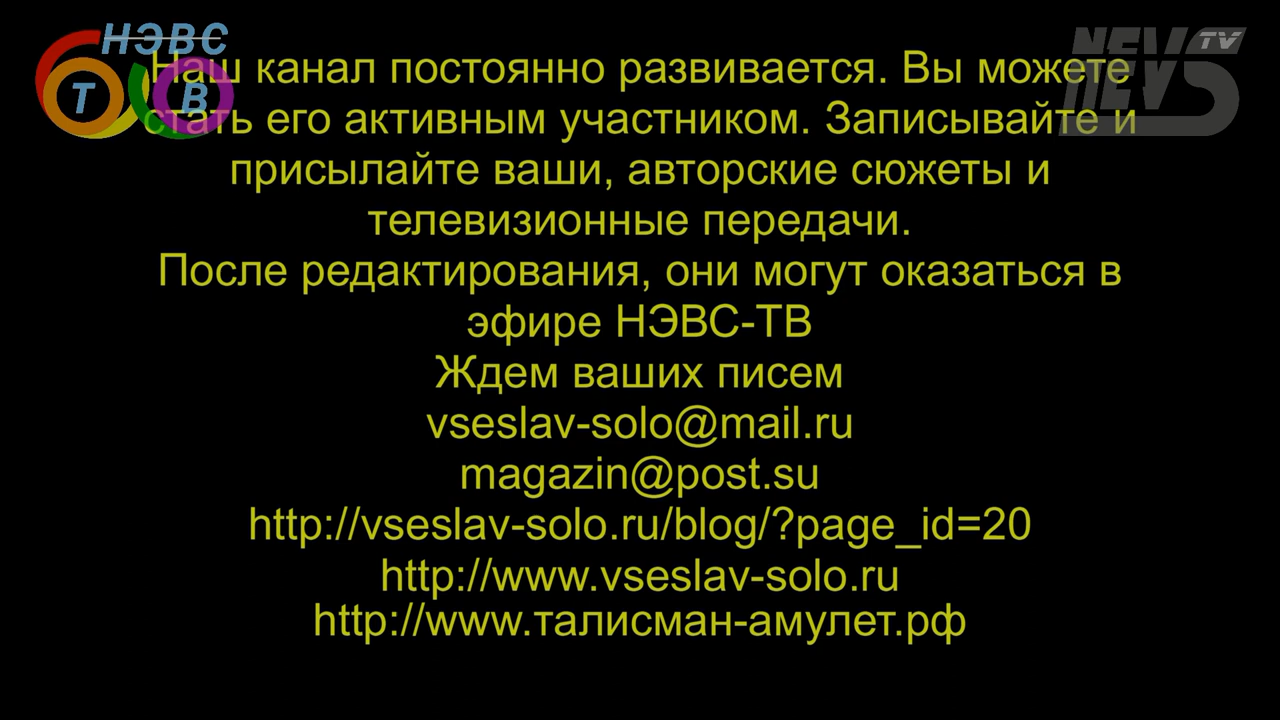 НЭВС
Т В
NEVS TV
NEVS
Наш канал постоянно развивается. Вы можете
стать его активным участником. Записывайте и
присылайте ваши, авторские сюжеты и
телевизионные передачи.
После редактирования, они могут оказаться в
эфире НЭВС-ТВ
Ждем ваших писем
vseslav-solo@mail.ru
magazin@post.su
http://vseslav-solo.ru/blog/?page_id=20
http://www.vseslav-solo.ru
http://www.талисман-амулет.рф